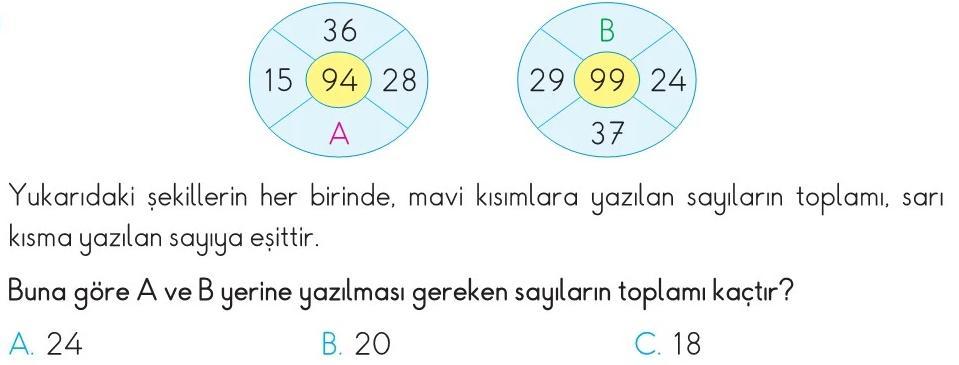 36
15 94 28
A
B
29 99 24
37
Yukarıdaki şekillerin her birinde, mavi kısımlara yazılan sayıların toplamı, sarı
kısma yazılan sayıya eşittir.
Buna göre A ve B yerine yazılması gereken sayıların toplamı kaçtır?
A. 24 B. 20 C. 18